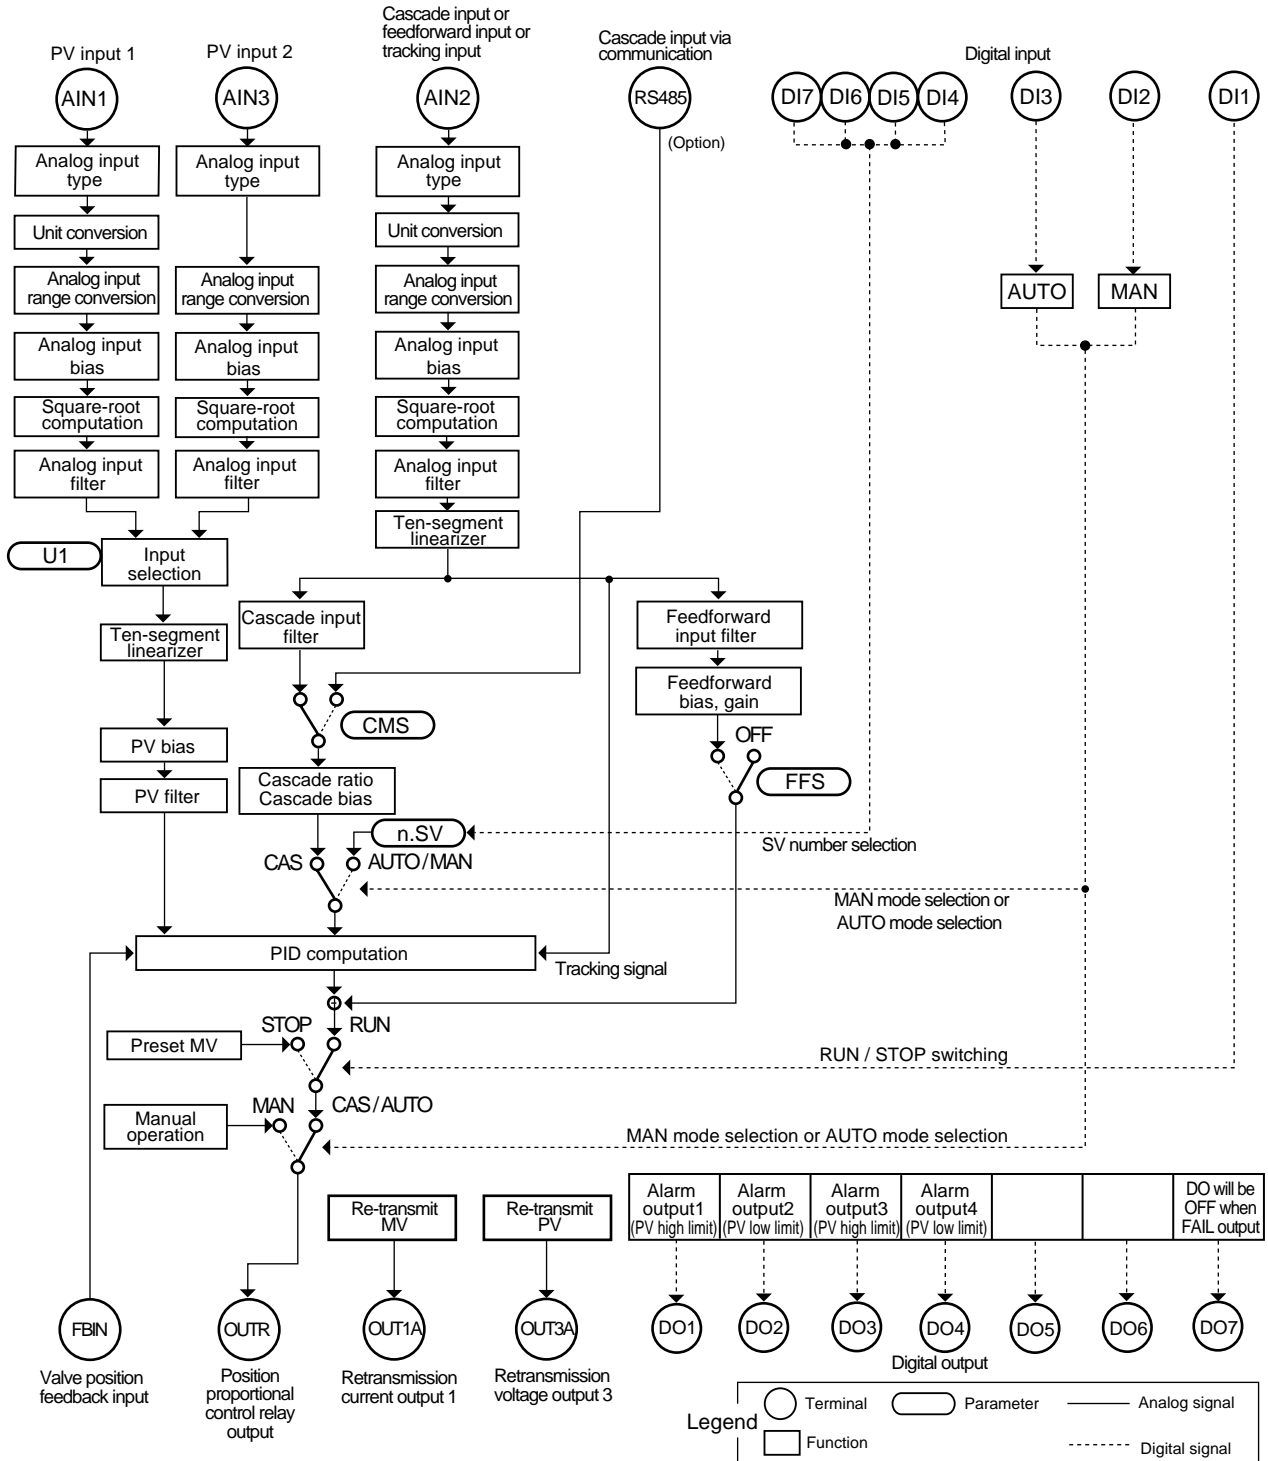 Cascade input or
feedforward input or
tracking input
PV input 1
PV input 2
Cascade input via
communication
Digital input
AIN1
AIN3
AIN2
RS485
DI7
DI6
DI5
DI4
DI3
DI2
DI1
(Option)
Analog input
type
Analog input
type
Analog input
type
Unit conversion
Unit conversion
Analog input
range conversion
Analog input
range conversion
Analog input
range conversion
AUTO
MAN
Analog input
bias
Analog input
bias
Analog input
bias
Square-root
computation
Square-root
computation
Square-root
computation
Analog input
filter
Analog input
filter
Analog input
filter
Ten-segment
linearizer
U1
Input
selection
Cascade input
filter
Feedforward
input filter
Ten-segment
linearizer
Feedforward
bias, gain
CMS
OFF
PV bias
FFS
Cascade ratio
Cascade bias
PV filter
n.SV
SV number selection
CAS
AUTO/MAN
MAN mode selection or
AUTO mode selection
PID computation
Tracking signal
STOP
RUN
Preset MV
RUN / STOP switching
MAN
CAS/AUTO
Manual
operation
MAN mode selection or AUTO mode selection
Re-transmit
MV
Re-transmit
PV
Alarm
output1
(PV high limit)
Alarm
output2
(PV low limit)
Alarm
output3
(PV high limit)
Alarm
output4
(PV low limit)
DO will be
OFF when
FAIL output
FBIN
OUTR
OUT1A
OUT3A
DO1
DO2
DO3
DO4
DO5
DO6
DO7
Digital output
Valve position
feedback input
Position
proportional
control relay
output
Retransmission
current output 1
Retransmission
voltage output 3
Legend
Terminal
Parameter
Analog signal
Function
Digital signal